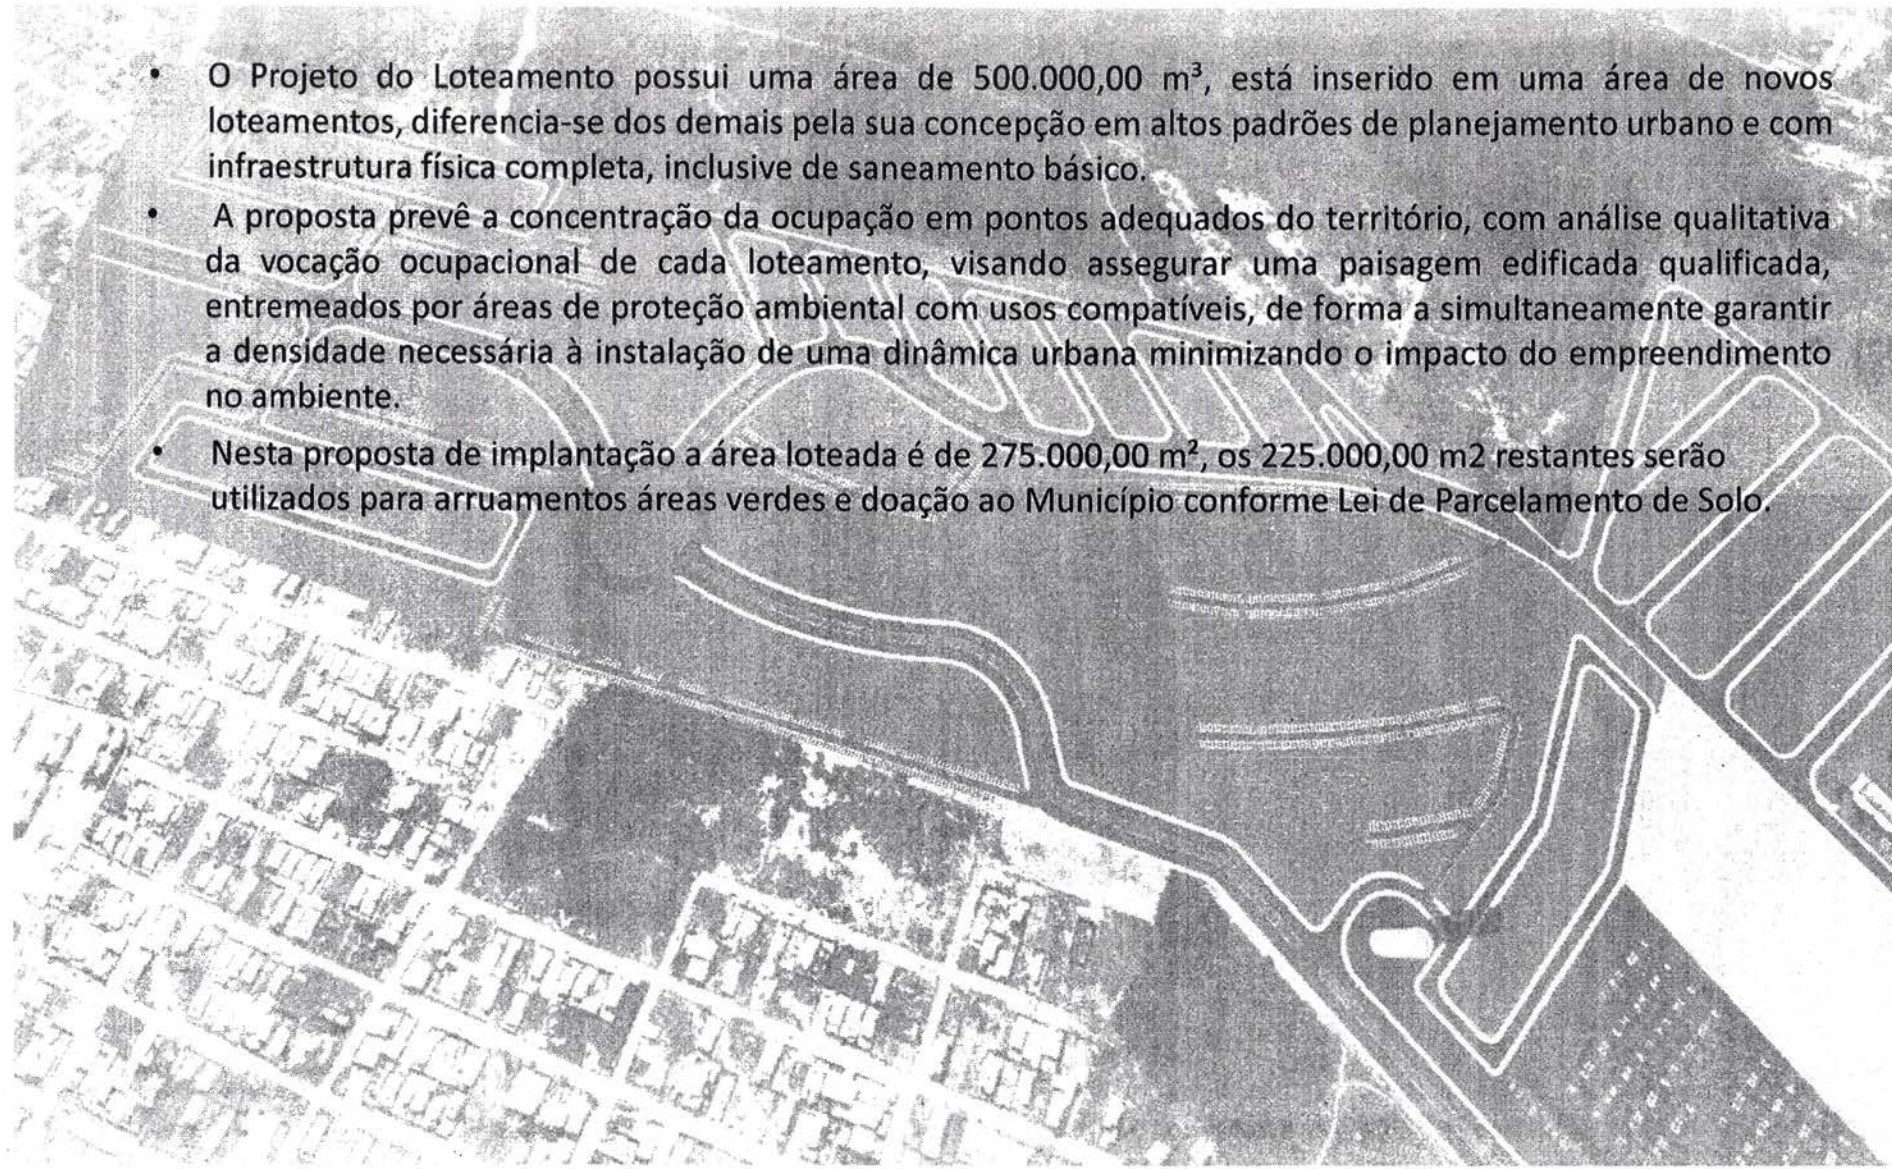 • O Projeto do Loteamento possui uma área de 500.000,00 m³, está inserido em uma área de novos
loteamentos, diferencia-se dos demais pela sua concepção em altos padrões de planejamento urbano e com
infraestrutura física completa, inclusive de saneamento básico.
• A proposta prevê a concentração da ocupação em pontos adequados do território, com análise qualitativa
da vocação ocupacional de cada loteamento, visando assegurar uma paisagem edificada qualificada,
entremeados por áreas de proteção ambiental com usos compatíveis, de forma a simultaneamente garantir
a densidade necessária à instalação de uma dinâmica urbana minimizando o impacto do empreendimento
no ambiente.
• Nesta proposta de implantação a área loteada é de 275.000,00 m², os 225.000,00 m2 restantes serão
utilizados para arruamentos áreas verdes e doação ao Município conforme Lei de Parcelamento de Solo.